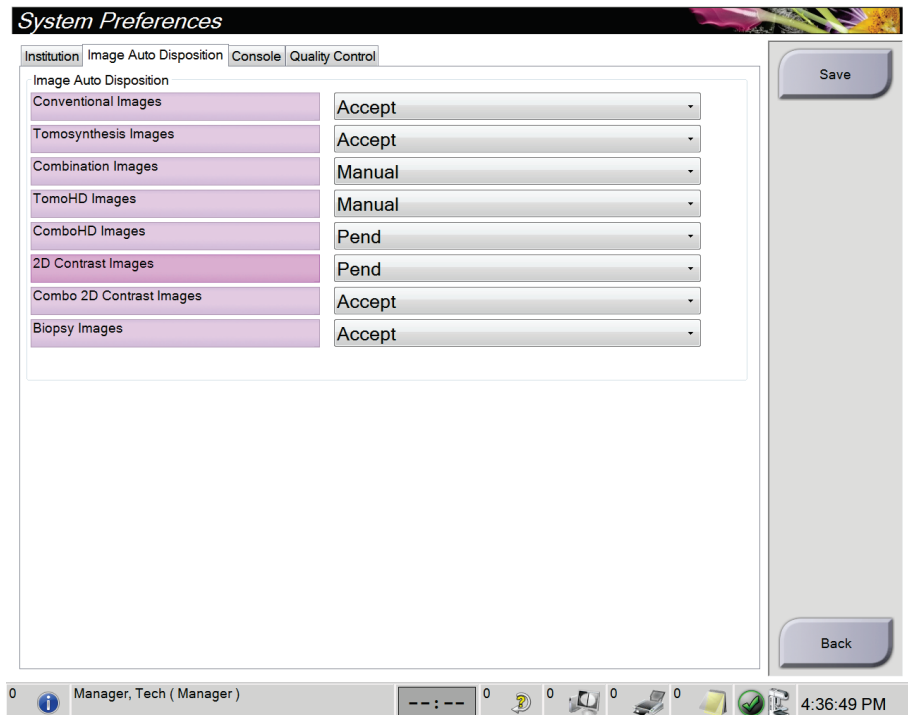 System Preferences
Institution Image Auto Disposition Console Quality Control
Save
Image Auto Disposition
Conventional Images Accept
Tomosynthesis Images Accept
Combination Images Manual
TomoHD Images Manual
ComboHD Images Pend
2D Contrast Images Pend
Combo 2D Contrast Images Accept
Biopsy Images Accept
Back
0 Manager, Tech ( Manager ) --:-- 0 0 0 0 4:36:49 PM